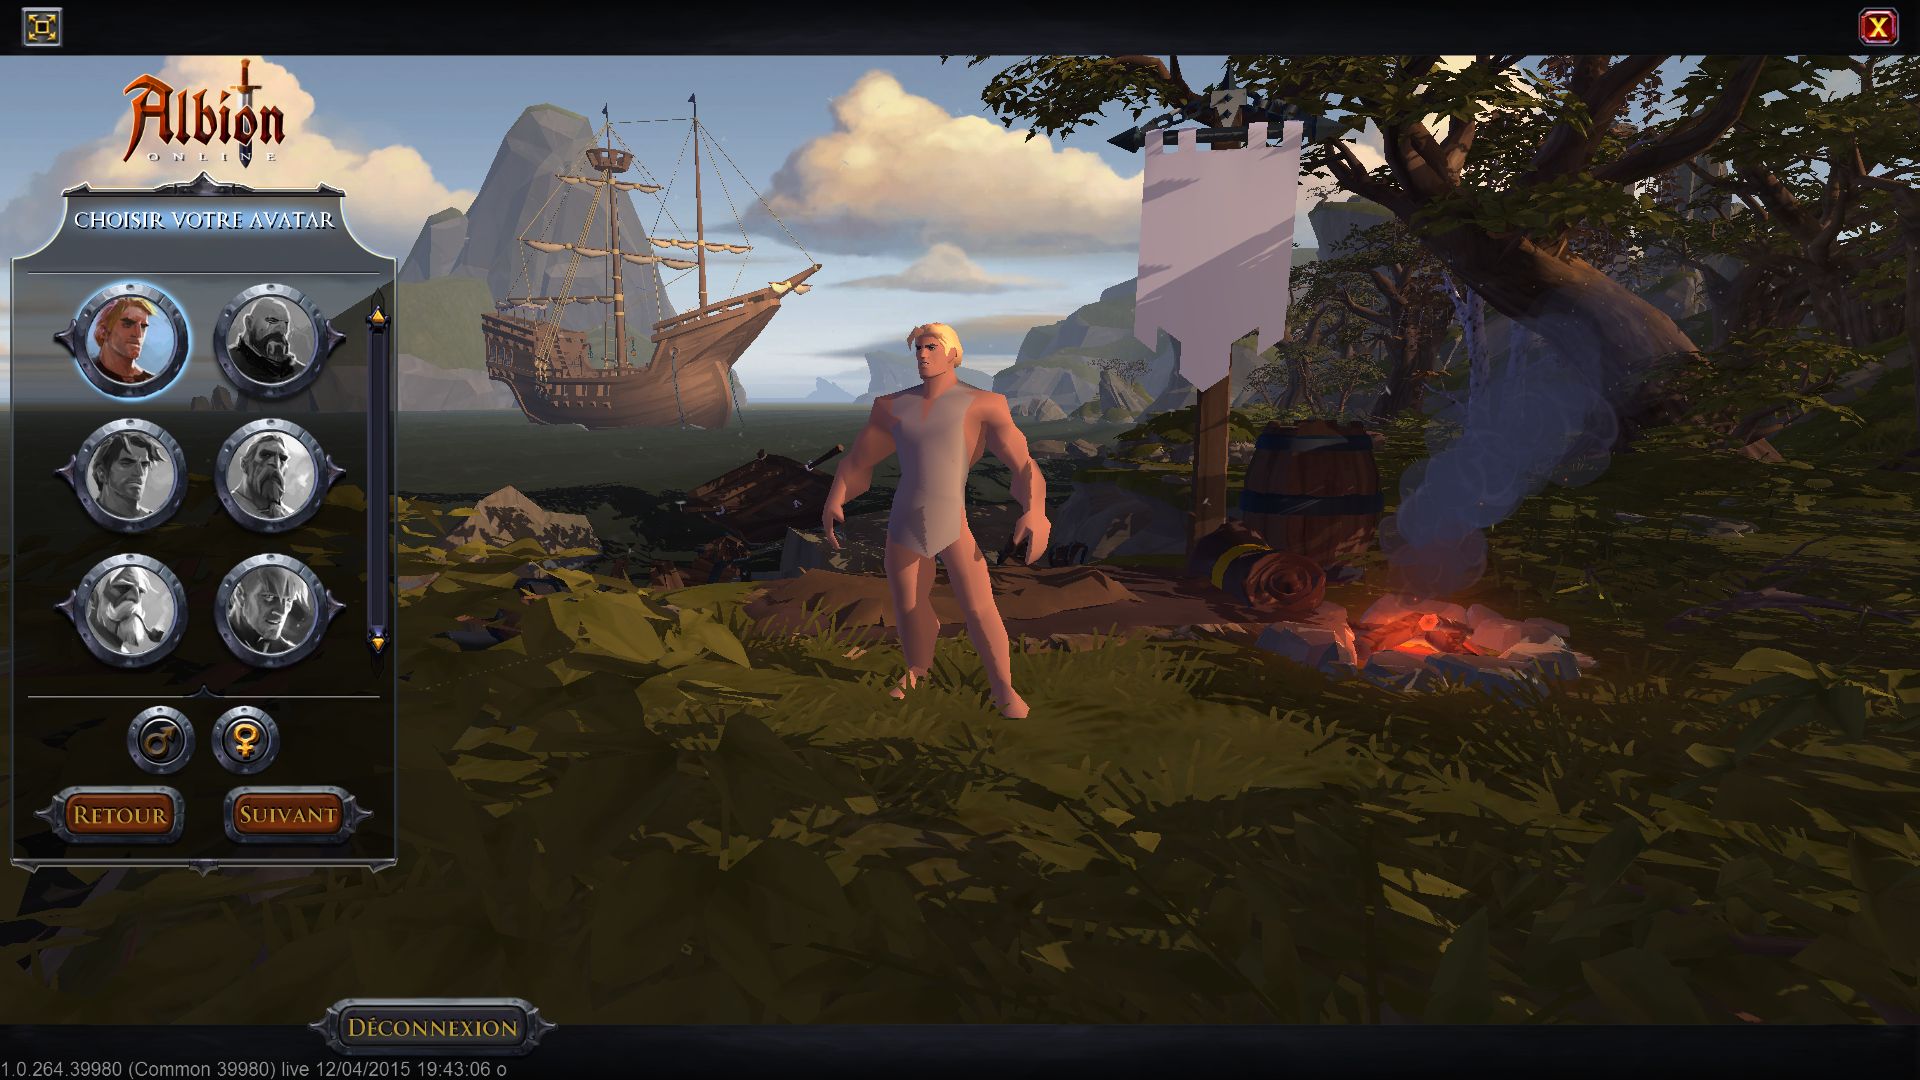 Albion
ONLINE
CHOISIR VOTRE AVATAR
RETOUR
SUIVANT
DÉCONNEXION
1.0.264.39980 (Common 39980) live 12/04/2015 19:43:06 o